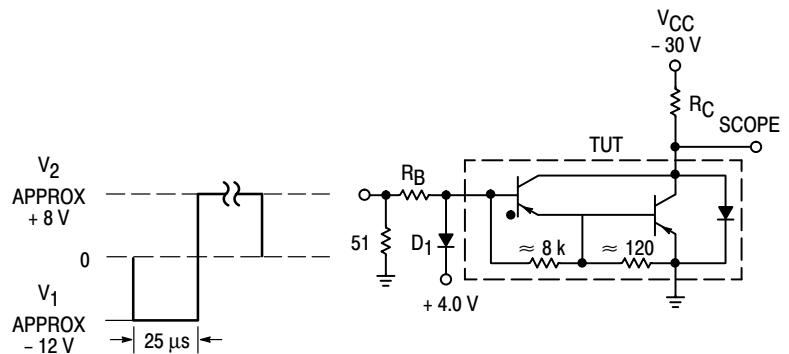 V2
APPROX
+ 8 V
0
V1
APPROX
− 12 V
25 μs
51
RB
D1
+ 4.0 V
TUT
≈ 8 k
≈ 120
VCC
− 30 V
RC
SCOPE